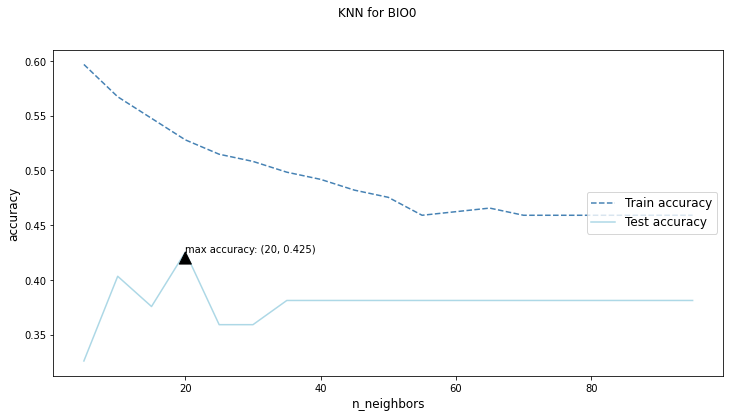 KNN for BIO0
0.60
0.55
0.50
0.45
0.40
0.35
accuracy
max accuracy: (20, 0.425)
Train accuracy
Test accuracy
20 40 60 80
n_neighbors